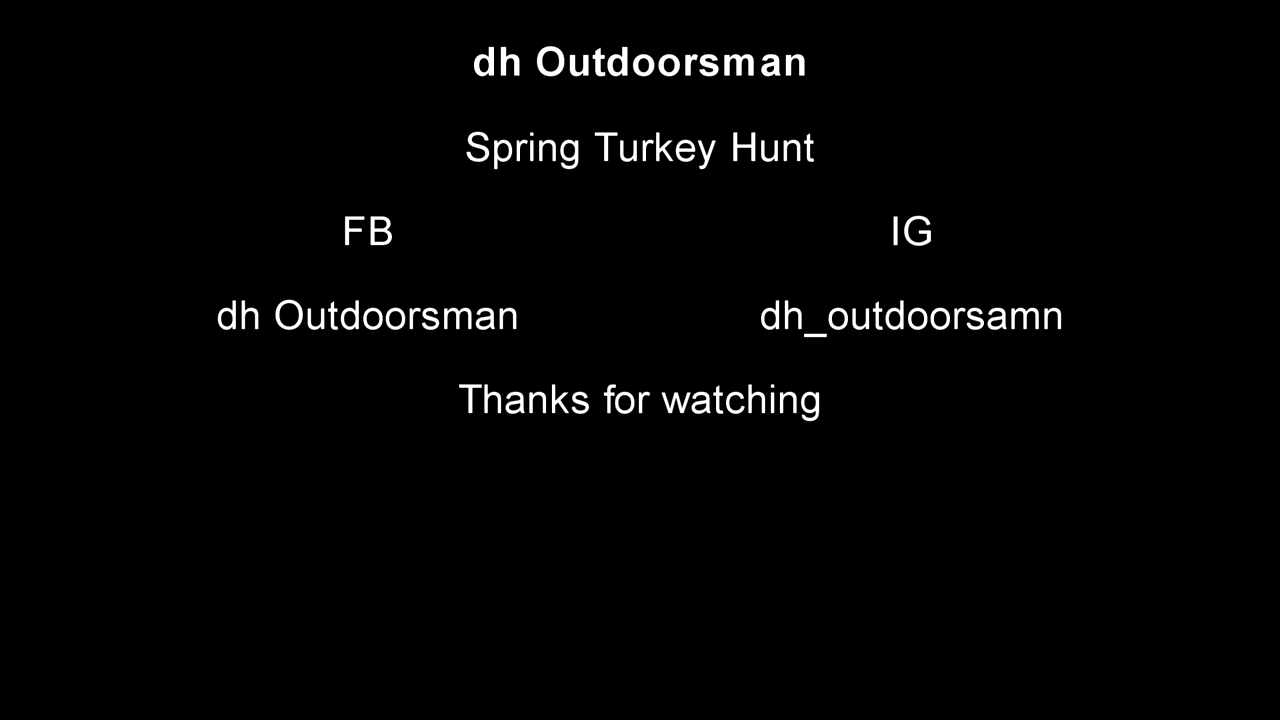 dh Outdoorsman
Spring Turkey Hunt
FB IG
dh Outdoorsman dh_outdoorsamn
Thanks for watching